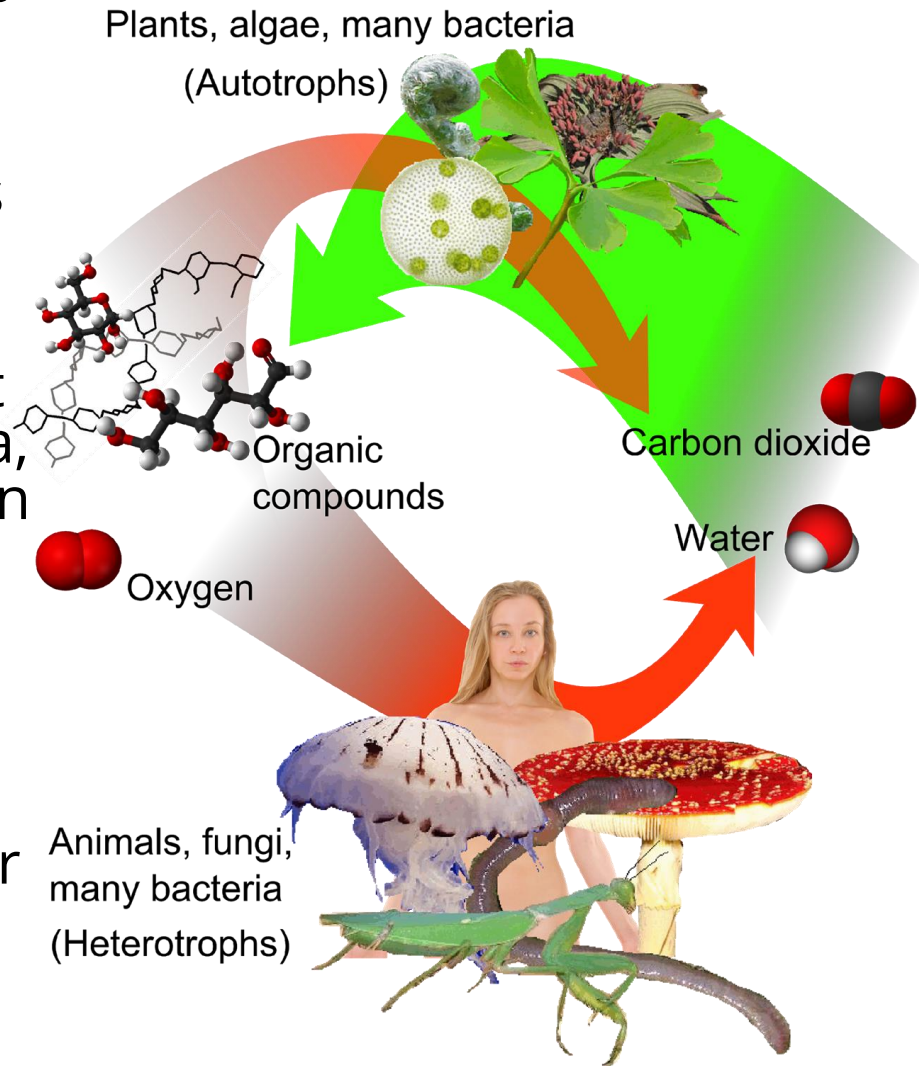 Plants, algae, many bacteria
(Autotrophs)
Organic
compounds
Carbon dioxide
Water
Oxygen
Animals, fungi,
many bacteria
(Heterotrophs)